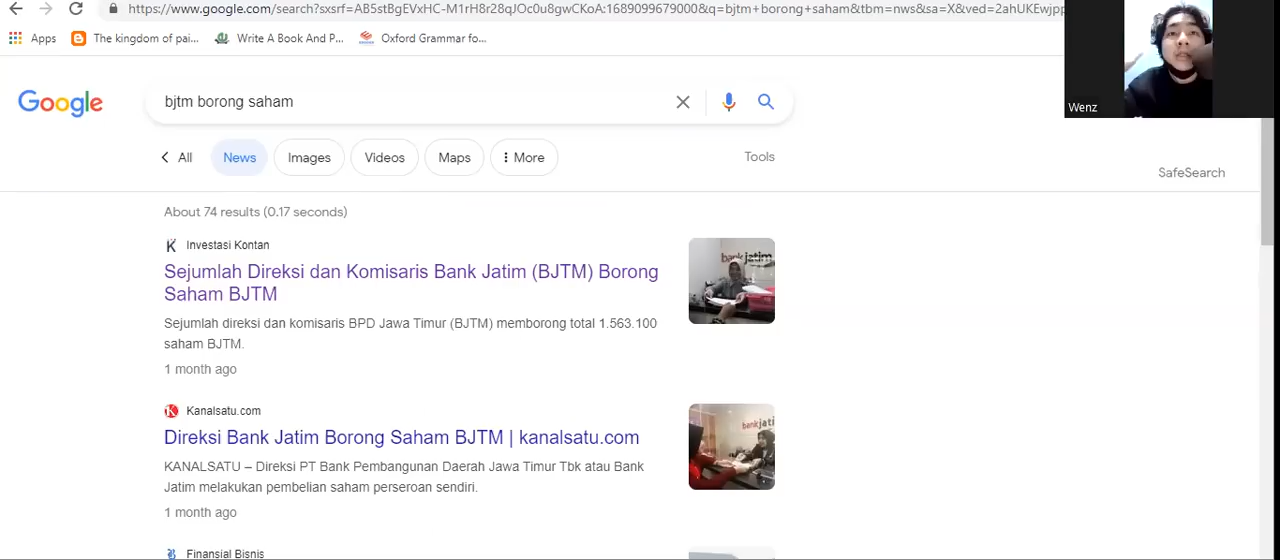 https://www.google.com/search?sxsrf=AB5stBgEVxHC-M1rH8r28qJOc0u8gwCKoA:1689099679000&q=bjtm+borong+saham&tbm=nws&sa=X&ved=2ahUKEwjpp
Apps The kingdom of pai... Write A Book And P... Oxford Grammar fo...
Wenz
Google
bjtm borong saham
All News Images Videos Maps More Tools
SafeSearch
About 74 results (0.17 seconds)
Investasi Kontan
Sejumlah Direksi dan Komisaris Bank Jatim (BJTM) Borong
Saham BJTM
Sejumlah direksi dan komisaris BPD Jawa Timur (BJTM) memborong total 1.563.100
saham BJTM.
1 month ago
bankjatim
Kanalsatu.com
Direksi Bank Jatim Borong Saham BJTM | kanalsatu.com
KANALSATU – Direksi PT Bank Pembangunan Daerah Jawa Timur Tbk atau Bank
Jatim melakukan pembelian saham perseroan sendiri.
1 month ago
bankjati
Finansial Bisnis